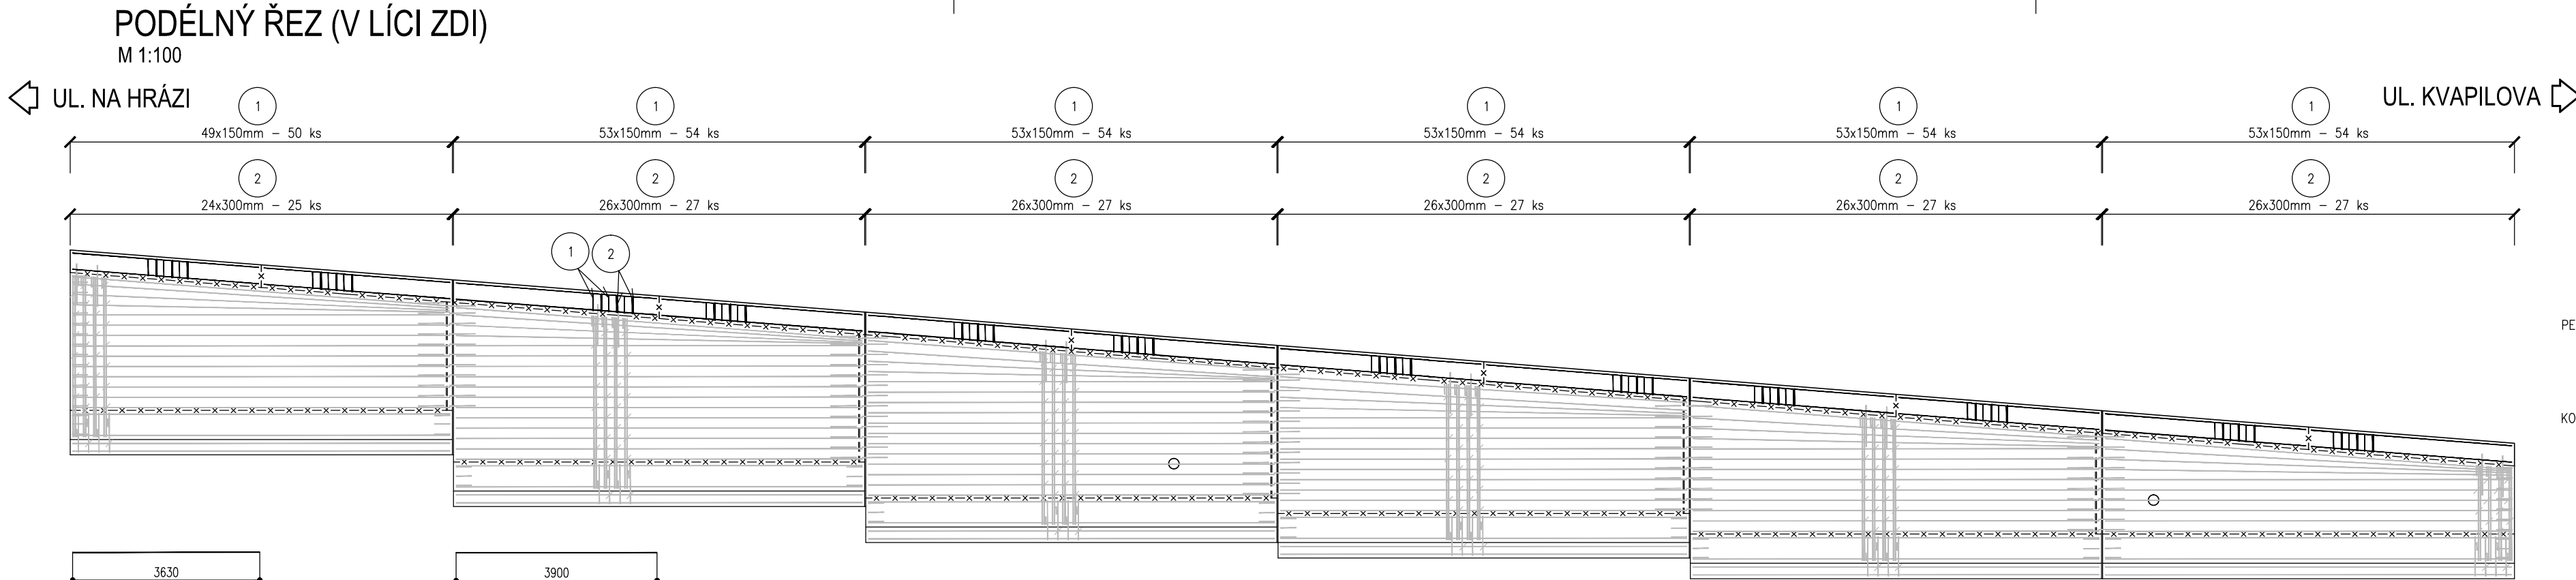 PODÉLNÝ ŘEZ (V LÍCI ZDI)
M 1:100
UL. NA HRÁZI
UL. KVAPILOVA
1 1 1 1 1 1
49x150mm – 50 ks 53x150mm – 54 ks 53x150mm – 54 ks 53x150mm – 54 ks 53x150mm – 54 ks 53x150mm – 54 ks
2 2 2 2 2 2
24x300mm – 25 ks 26x300mm – 27 ks 26x300mm – 27 ks 26x300mm – 27 ks 26x300mm – 27 ks 26x300mm – 27 ks
1 2
PE
KO
3630 3900